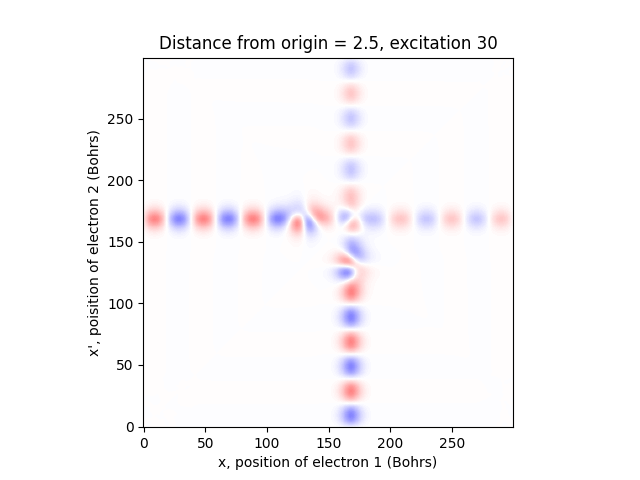 Distance from origin = 2.5, excitation 30
x', poisition of electron 2 (Bohrs)
250
200
150
100
50
0
0 50 100 150 200 250
x, position of electron 1 (Bohrs)